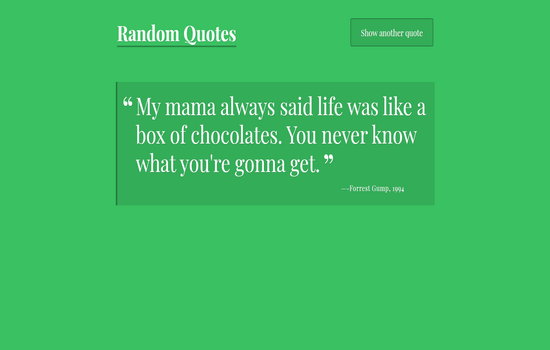 Random Quotes
Show another quote
“ My mama always said life was like a
box of chocolates. You never know
what you're gonna get. ”
—-Forrest Gump, 1994